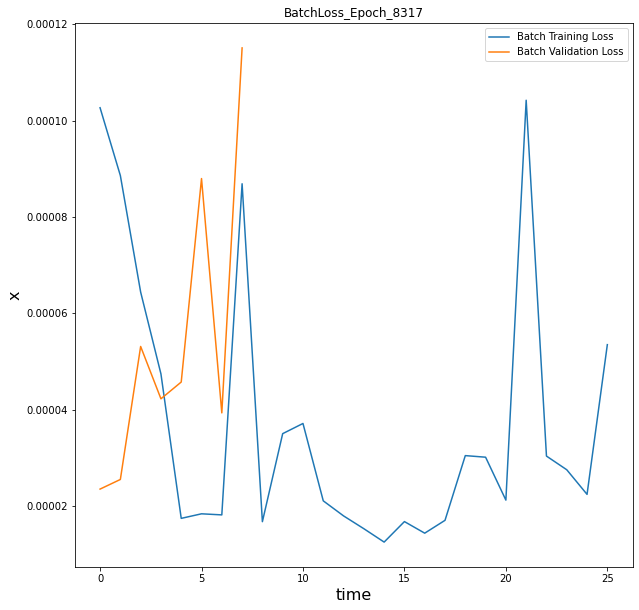 BatchLoss_Epoch_8317
Batch Training Loss
Batch Validation Loss
0.00012
0.00010
0.00008
0.00006
0.00004
0.00002
x
0 5 10 15 20 25
time